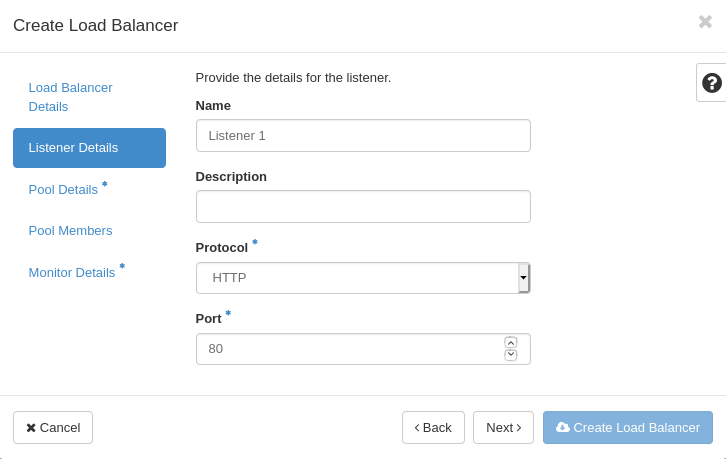 Create Load Balancer
Load Balancer
Details
Listener Details
Pool Details *
Pool Members
Monitor Details *
Provide the details for the listener.
Name
Listener 1
Description
Protocol *
HTTP
Port *
80
Cancel
Back
Next
Create Load Balancer